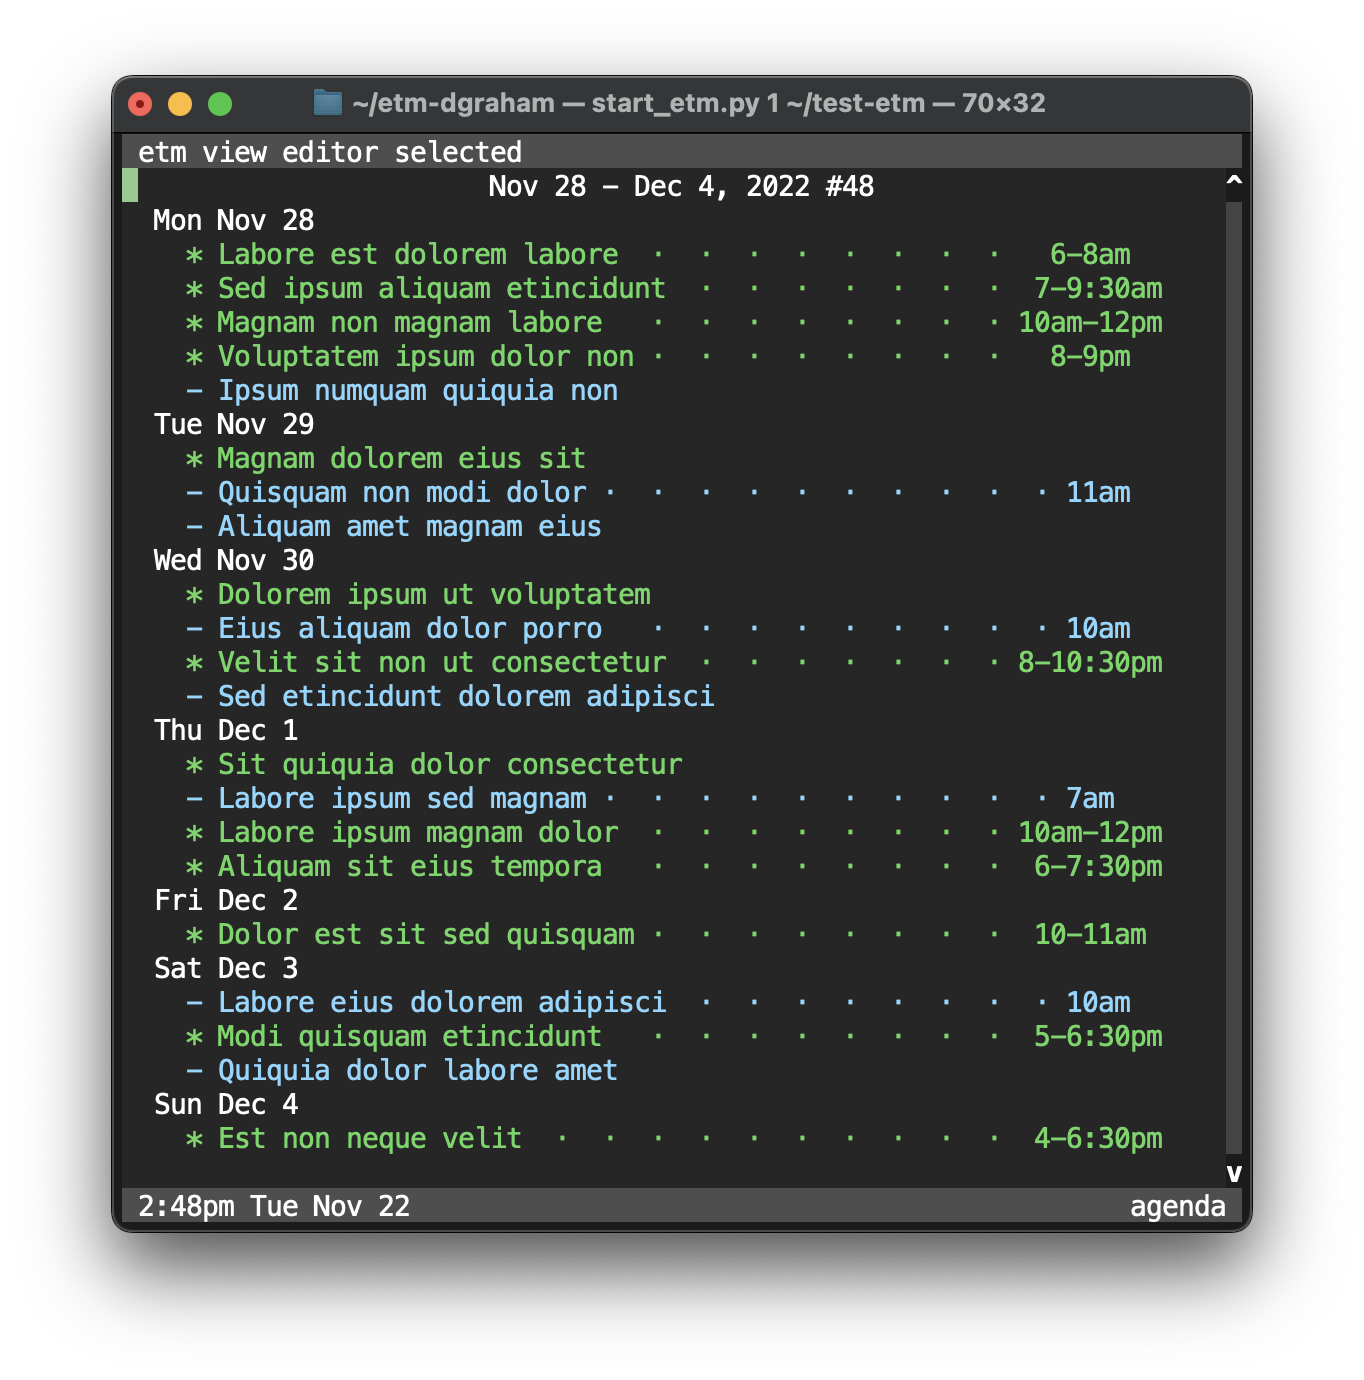 ~/etm-dgraham — start_etm.py 1 ~/test-etm — 70×32
etm view editor selected
Nov 28 - Dec 4, 2022 #48 ^
Mon Nov 28
* Labore est dolorem labore · · · · · · · · 6-8am
* Sed ipsum aliquam etincidunt · · · · · · · 7-9:30am
* Magnam non magnam labore · · · · · · · · 10am-12pm
* Voluptatem ipsum dolor non · · · · · · · · 8-9pm
- Ipsum numquam quiquia non
Tue Nov 29
* Magnam dolorem eius sit
- Quisquam non modi dolor · · · · · · · · · · 11am
- Aliquam amet magnam eius
Wed Nov 30
* Dolorem ipsum ut voluptatem
- Eius aliquam dolor porro · · · · · · · · · 10am
* Velit sit non ut consectetur · · · · · · · 8-10:30pm
- Sed etincidunt dolorem adipisci
Thu Dec 1
* Sit quiquia dolor consectetur
- Labore ipsum sed magnam · · · · · · · · · · 7am
* Labore ipsum magnam dolor · · · · · · · · 10am-12pm
* Aliquam sit eius tempora · · · · · · · · 6-7:30pm
Fri Dec 2
* Dolor est sit sed quisquam · · · · · · · · 10-11am
Sat Dec 3
- Labore eius dolorem adipisci · · · · · · · · 10am
* Modi quisquam etincidunt · · · · · · · · 5-6:30pm
- Quiquia dolor labore amet
Sun Dec 4
* Est non neque velit · · · · · · · · · · 4-6:30pm
v
2:48pm Tue Nov 22 agenda